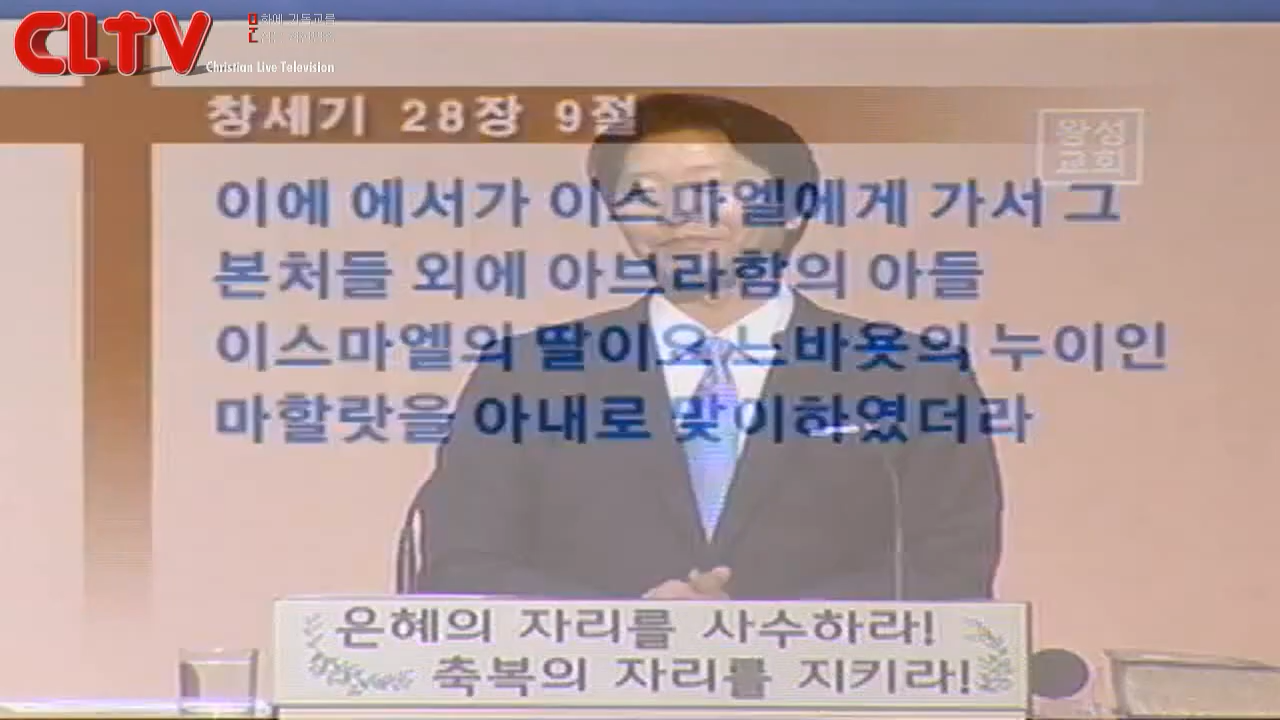 CLTV
Christian Live Television
창세기 28장 9절
왕성
교회
이에 에서가 이스마엘에게 가서 그
본처들 외에 아브라함의 아들
이스마엘의 딸이요 느바욧의 누이인
마할랏을 아내로 맞이하였더라
은혜의 자리를 사수하라!
축복의 자리를 지키라!